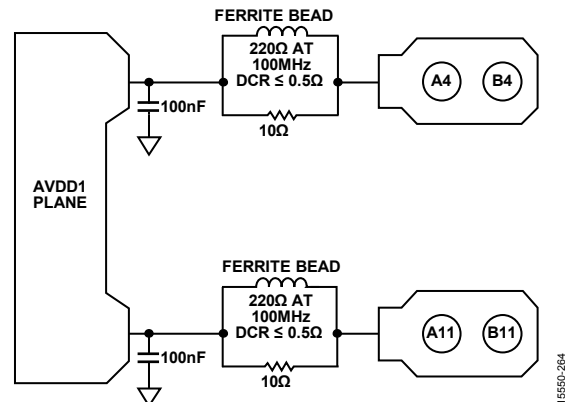 FERRITE BEAD
220Ω AT
100MHz
DCR ≤ 0.5Ω
10Ω
100nF
A4
B4
AVDD1
PLANE
FERRITE BEAD
220Ω AT
100MHz
DCR ≤ 0.5Ω
10Ω
100nF
A11
B11
15550-264